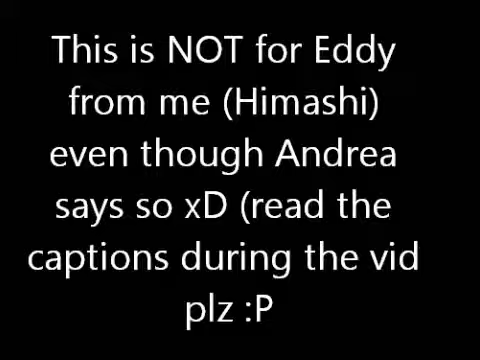 This is NOT for Eddy
from me (Himashi)
even though Andrea
says so xD (read the
captions during the vid
plz :P